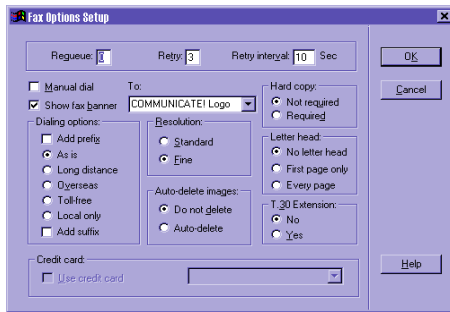 Fax Options Setup
Requeue: 0 Retry: 3 Retry interval: 10 Sec
OK
Manual dial To:
Show fax banner COMMUNICATE! Logo
Hard copy:
Not required
Required
Cancel
Dialing options:
Add prefix
As is
Long distance
Overseas
Toll-free
Local only
Add suffix
Resolution:
Standard
Fine
Auto-delete images:
Do not delete
Auto-delete
Letter head:
No letter head
First page only
Every page
T.30 Extension:
No
Yes
Credit card:
Use credit card
Help